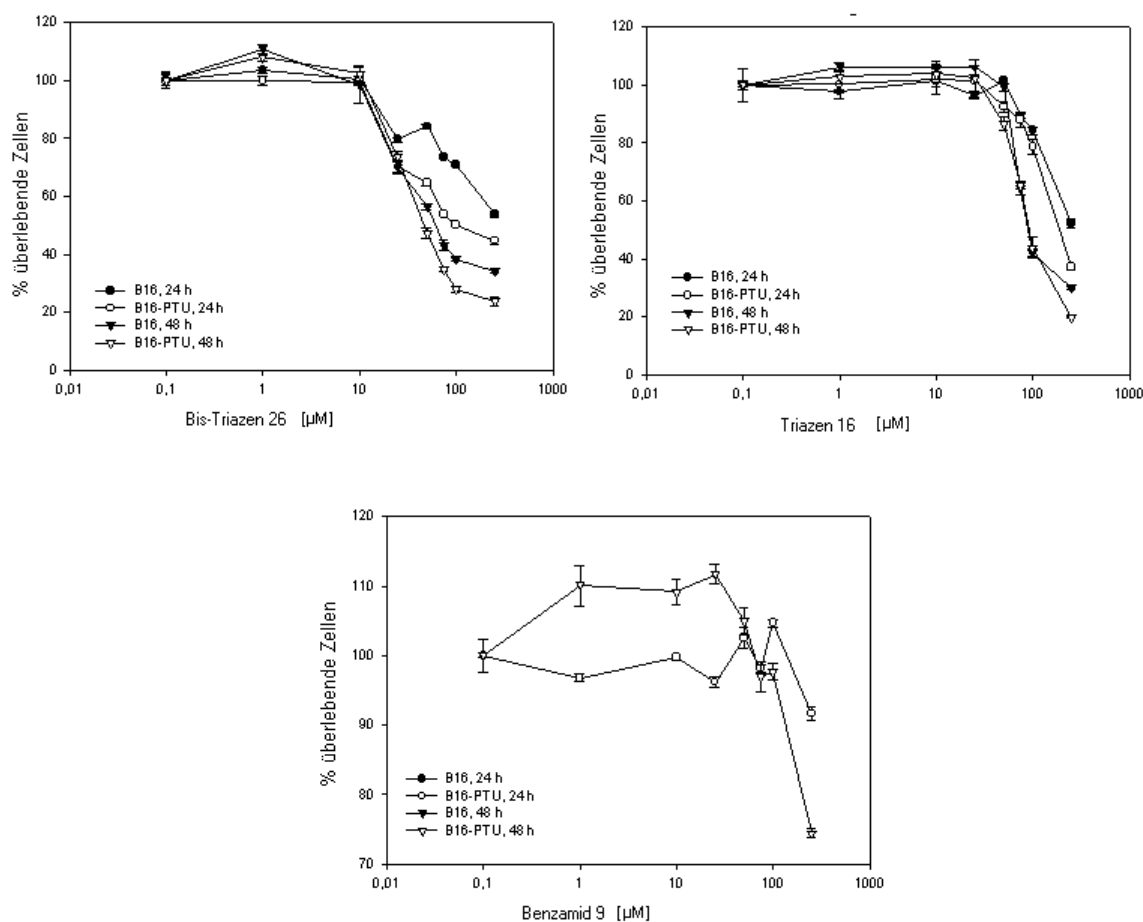 120
100
80
60
40
20
0
% überlebende Zellen
B16, 24 h
B16-PTU, 24 h
B16, 48 h
B16-PTU, 48 h
0,01 0,1 1 10 100 1000
Bis-Triazen 26 [µM]
120
100
80
60
40
20
0
% überlebende Zellen
B16, 24 h
B16-PTU, 24 h
B16, 48 h
B16-PTU, 48 h
0,01 0,1 1 10 100 1000
Triazen 16 [µM]
120
110
100
90
80
70
% überlebende Zellen
B16, 24 h
B16-PTU, 24 h
B16, 48 h
B16-PTU, 48 h
0,01 0,1 1 10 100 1000
Benzamid 9 [µM]